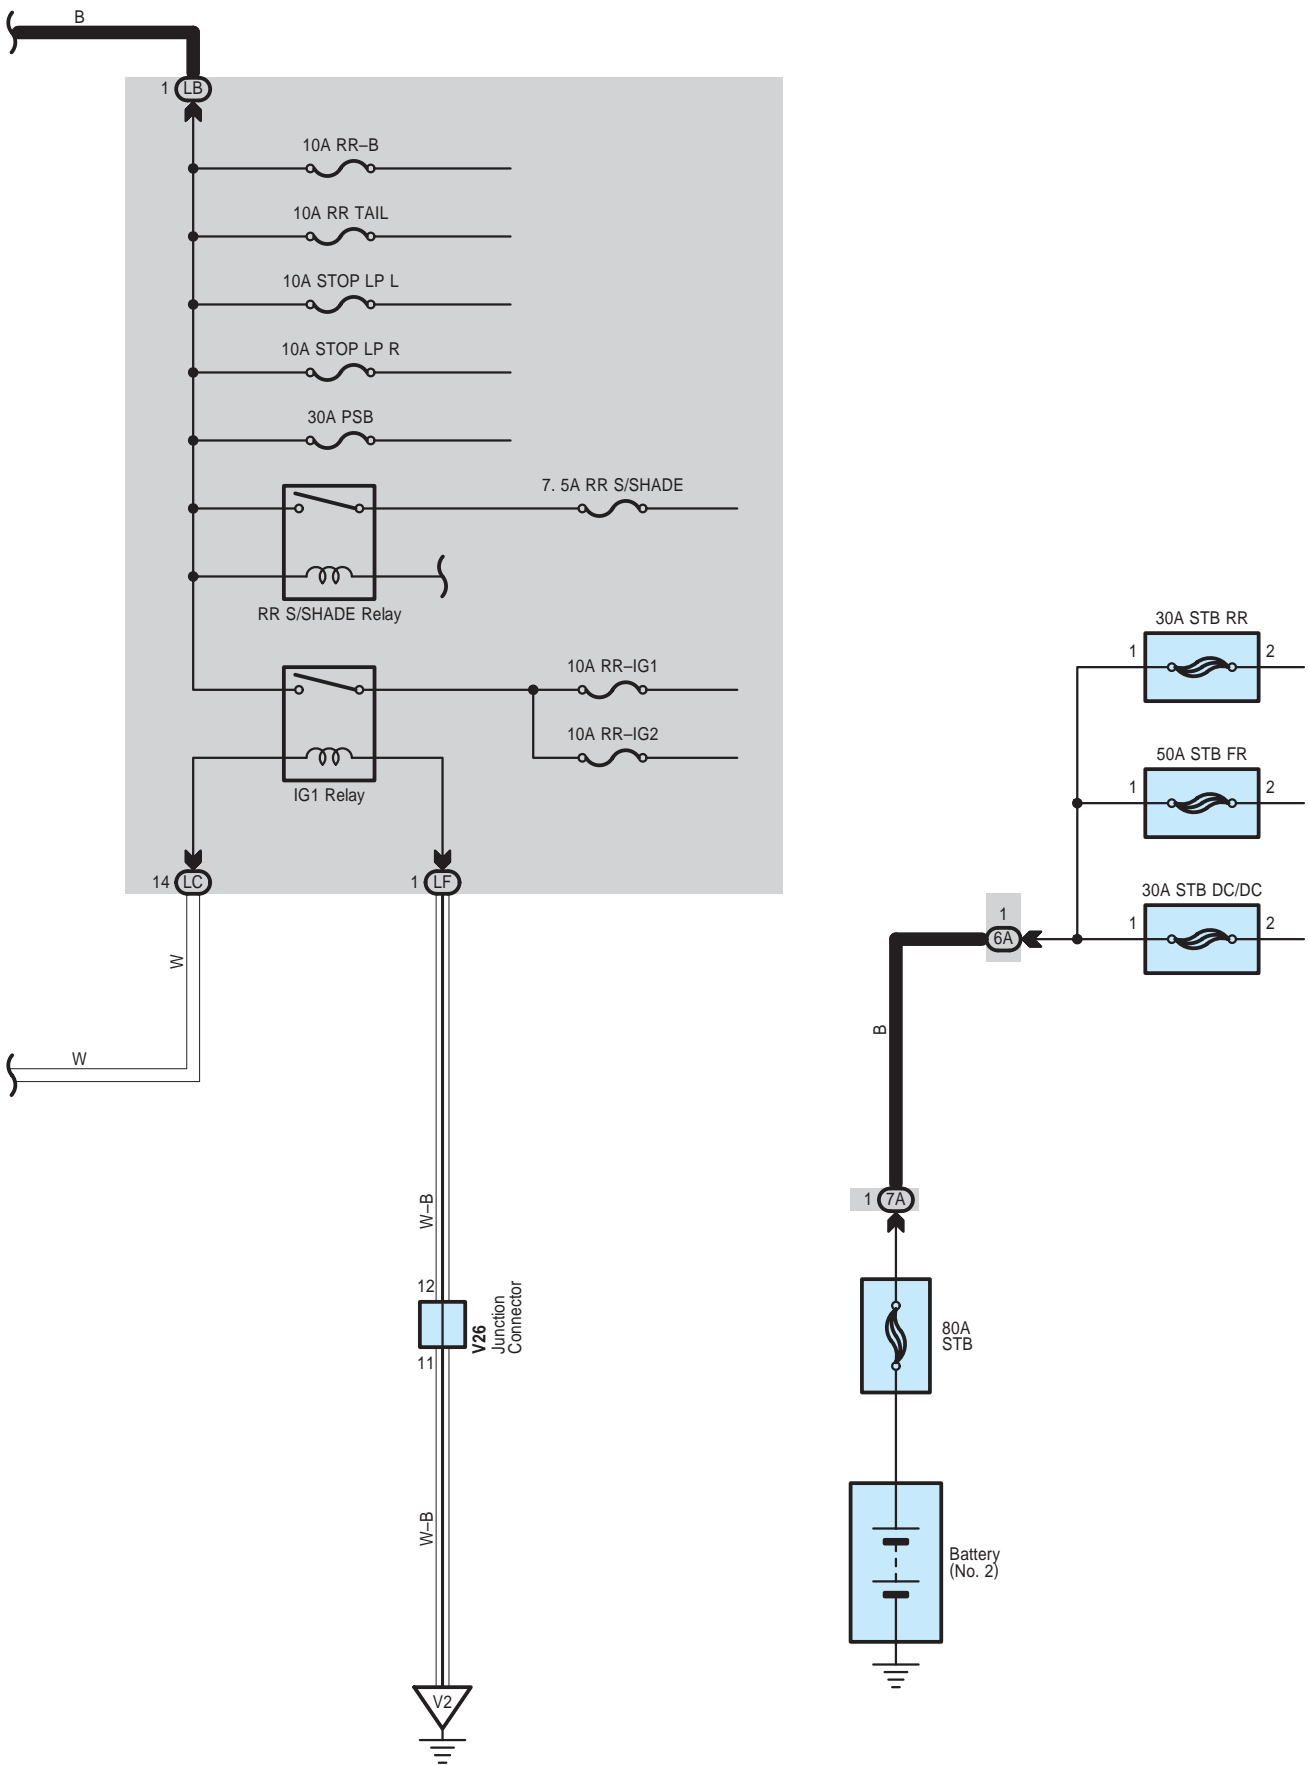 B
1 LB
10A RR–B
10A RR TAIL
10A STOP LP L
10A STOP LP R
30A PSB
7. 5A RR S/SHADE
RR S/SHADE Relay
10A RR–IG1
10A RR–IG2
IG1 Relay
14 LC
1 LF
W
W
W–B
12
V26
Junction
Connector
11
W–B
V2
30A STB RR
1 2
50A STB FR
1 2
30A STB DC/DC
1 2
1
6A
B
1 7A
80A
STB
Battery
(No. 2)